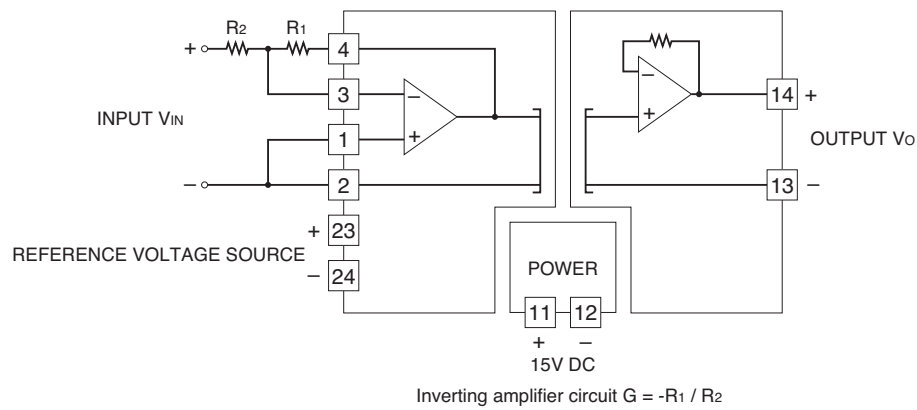 R2 R1
+ 4
3 − −
INPUT VIN
1 +
− 2
+ 23
REFERENCE VOLTAGE SOURCE
− 24
−
+
14 +
OUTPUT VO
13 −
POWER
11 12
+ −
15V DC
Inverting amplifier circuit G = -R1 / R2